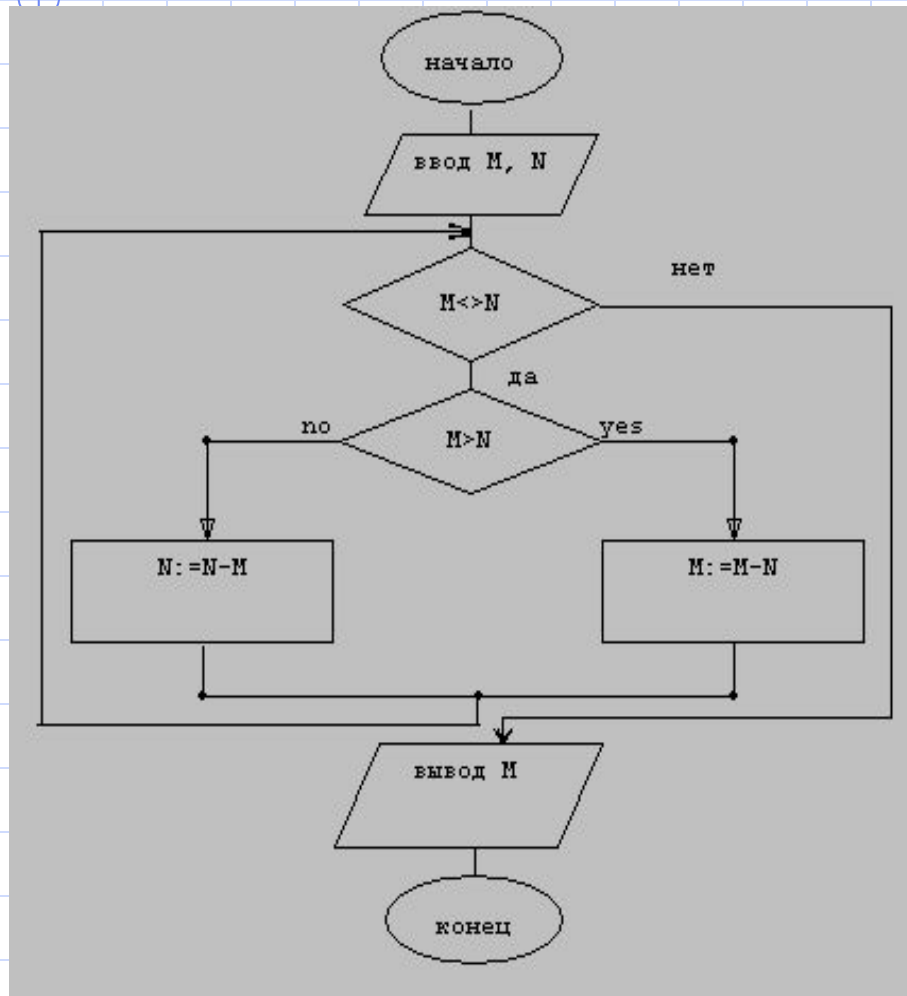 начало
ввод M, N
нет
M<>N
да
no
M>N
yes
N:=N-M
M:=M-N
вывод M
конец